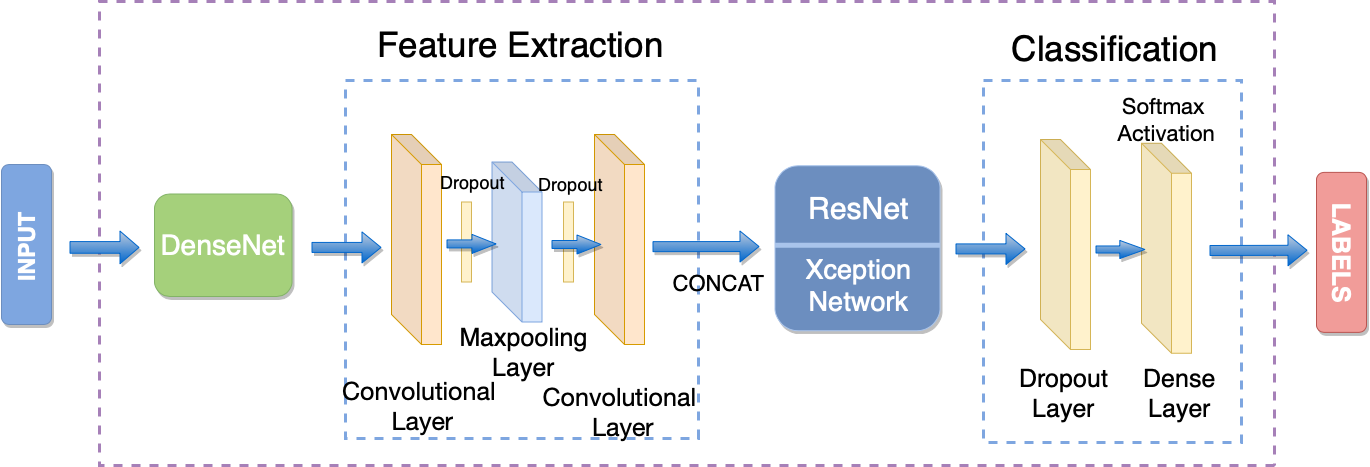 Feature Extraction
Classification
Softmax
Activation
Dropout
Dropout
INPUT
DenseNet
ResNet
Xception
Network
LABELS
CONCAT
Maxpooling
Layer
Convolutional
Layer
Convolutional
Layer
Dropout
Layer
Dense
Layer